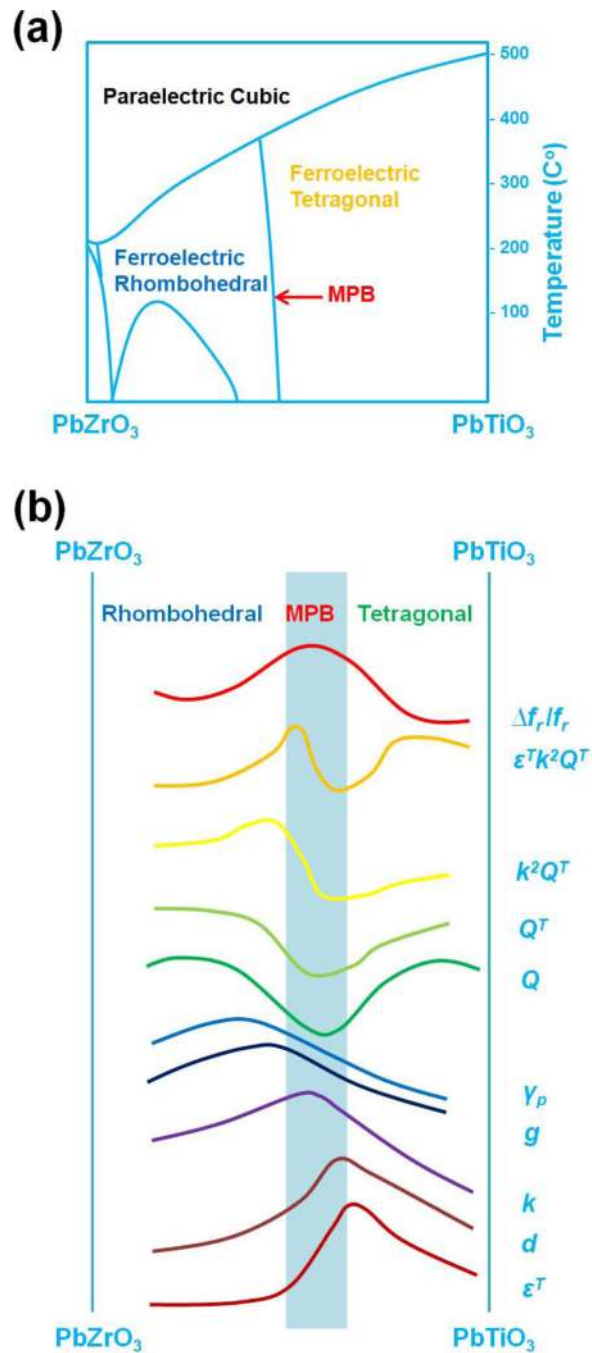 (a)
Paraelectric Cubic
Ferroelectric
Tetragonal
Ferroelectric
Rhombohedral
MPB
- 500
- 400
- 300
- 200
- 100
Temperature (Cº)
PbZrO₃ PbTiO₃
(b)
PbZrO₃ PbTiO₃
Rhombohedral MPB Tetragonal
Δfᵣ/fᵣ
εᵀk²Qᵀ
k²Qᵀ
Qᵀ
Q
γₚ
g
k
d
εᵀ
PbZrO₃ PbTiO₃